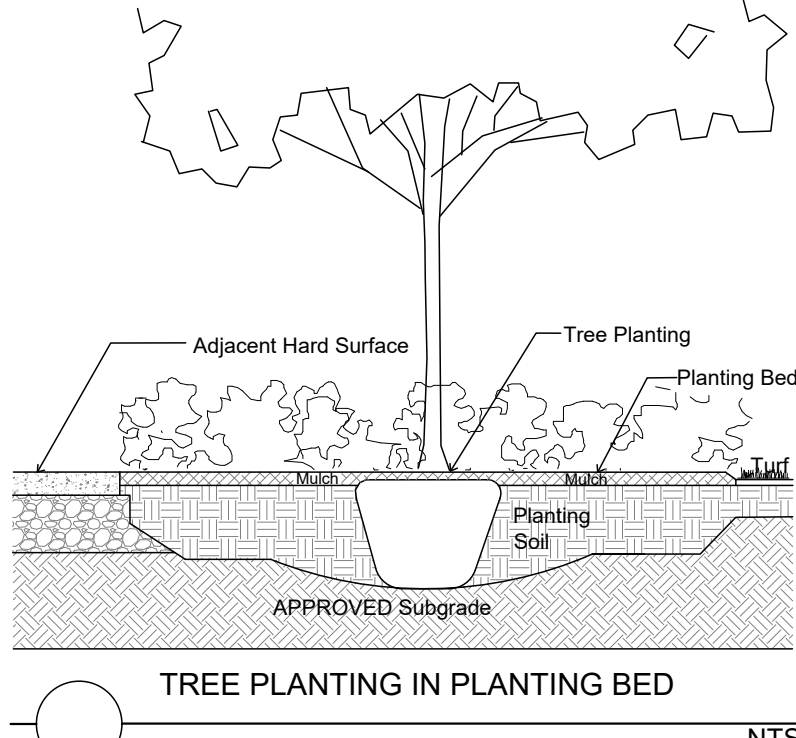 Adjacent Hard Surface
Tree Planting
Planting Bed
Turf
Mulch
Mulch
Planting
Soil
APPROVED Subgrade
TREE PLANTING IN PLANTING BED
NTS